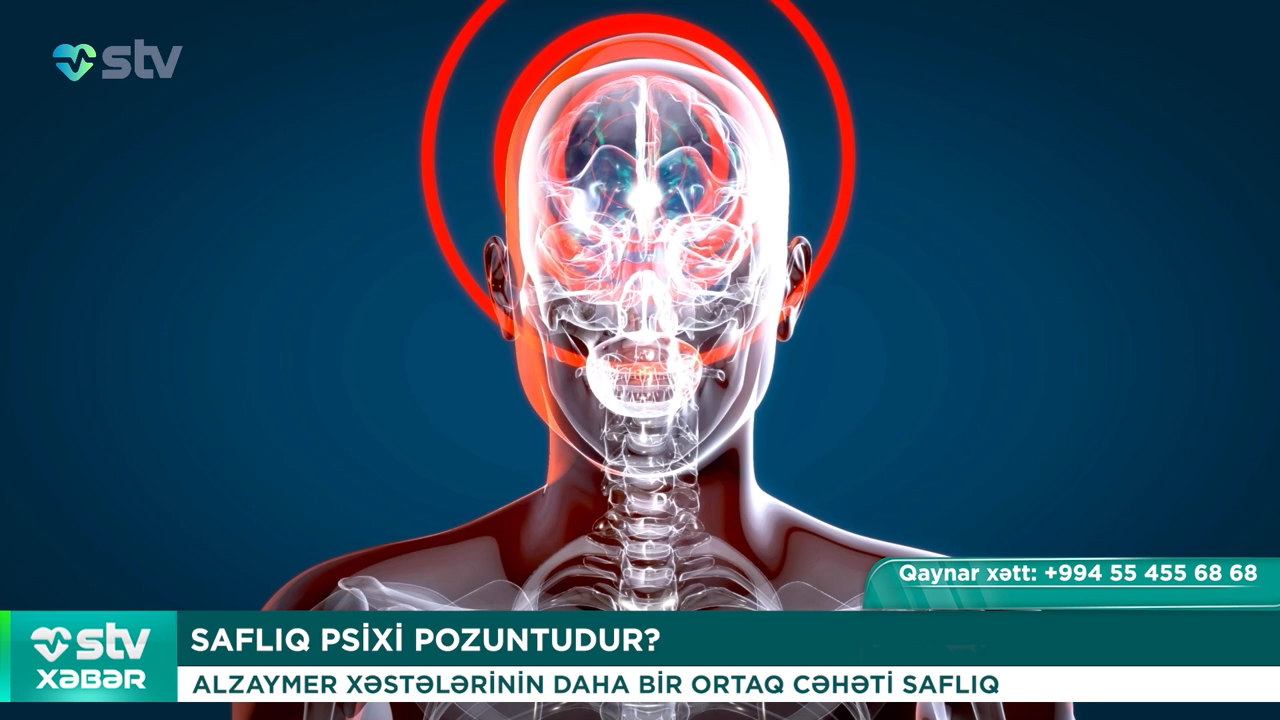 stv
Qaynar xətt: +994 55 455 68 68
stv
XƏBƏR
SAFLIQ PSİXİ POZUNTUDUR?
ALZAYMER XƏSTƏLƏRİNİN DAHA BİR ORTAQ CƏHƏTİ SAFLIQ